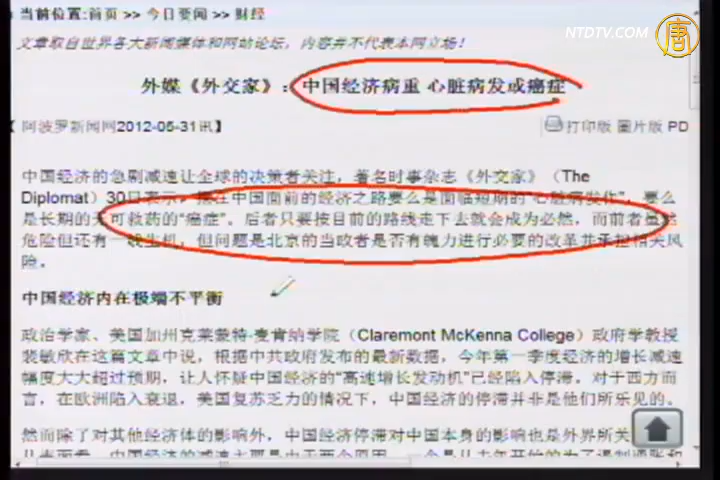 当前位置:首页 >> 今日要闻 >> 财经
NTDTV.COM
唐
文章取自世界各大新闻媒体和网站论坛，内容并不代表本网立场！
外媒《外交家》：中国经济病重 心脏病发或癌症
【 阿波罗新闻网2012-05-31讯】
打印版 圖片版 PD
中国经济的急剧减速让全球的决策者关注，著名时事杂志《外交家》（The
Diplomat）30日表示，摆在中国面前的经济之路要么是面临短期的“心脏病发作”，要么
是长期的无可救药的“癌症”。后者只要按目前的路线走下去就会成为必然，而前者虽然
危险但还有一线生机，但问题是北京的当政者是否有魄力进行必要的改革并承担相关风
险。
中国经济内在极端不平衡
政治学家、美国加州克莱蒙特-麦肯纳学院（Claremont McKenna College）政府学教授
裴敏欣在这篇文章中说，根据中共政府发布的最新数据，今年第一季度经济的增长减速
幅度大大超过预期，让人怀疑中国经济的“高速增长发动机”已经陷入停滞。对于西方而
言，在欧洲陷入衰退，美国复苏乏力的情况下，中国经济的停滞并非是他们所乐见的。
然而除了对其他经济体的影响外，中国经济停滞对中国本身的影响也是外界所关